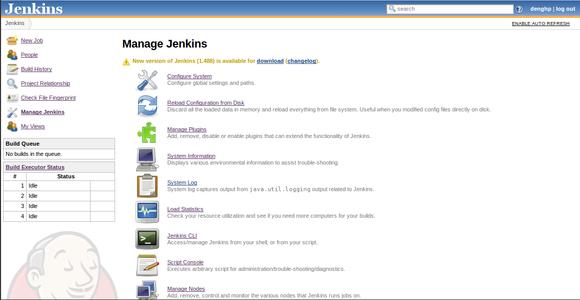 Jenkins
search
denghp | log out
Jenkins
ENABLE AUTO REFRESH
New Job
People
Build History
Project Relationship
Check File Fingerprint
Manage Jenkins
My Views
Build Queue
No builds in the queue.
Build Executor Status
# Status
1 Idle
2 Idle
3 Idle
4 Idle
Manage Jenkins
New version of Jenkins (1.488) is available for download (changelog).
Configure System
Configure global settings and paths.
Reload Configuration from Disk
Discard all the loaded data in memory and reload everything from file system. Useful when you modified config files directly on disk.
Manage Plugins
Add, remove, disable or enable plugins that can extend the functionality of Jenkins.
System Information
Displays various environmental information to assist trouble-shooting.
System Log
System log captures output from java.util.logging output related to Jenkins.
Load Statistics
Check your resource utilization and see if you need more computers for your builds.
Jenkins CLI
Access/manage Jenkins from your shell, or from your script.
Script Console
Executes arbitrary script for administration/trouble-shooting/diagnostics.
Manage Nodes
Add, remove, control and monitor the various nodes that Jenkins runs jobs on.